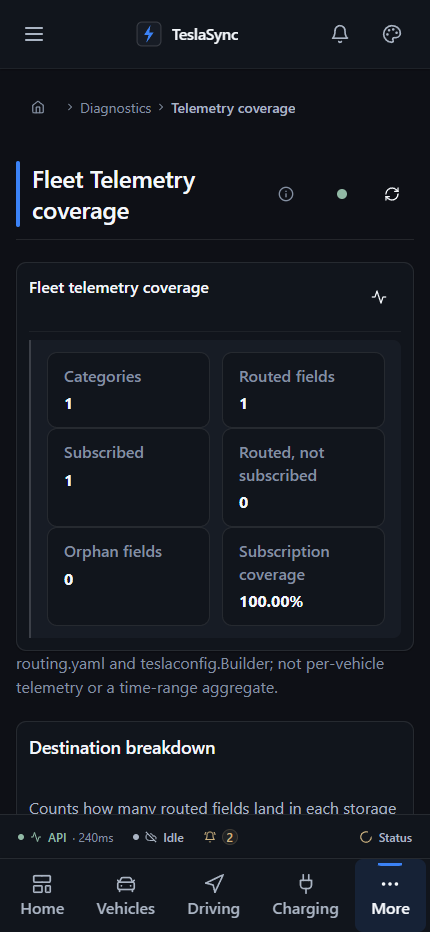 TeslaSync
Diagnostics
Telemetry coverage
Fleet Telemetry
coverage
Fleet telemetry coverage
Categories
1
Routed fields
1
Subscribed
1
Routed, not
subscribed
0
Orphan fields
0
Subscription
coverage
100.00%
routing.yaml and teslaconfig.Builder; not per-vehicle
telemetry or a time-range aggregate.
Destination breakdown
Counts how many routed fields land in each storage
API · 240ms
Idle
2
Status
Home
Vehicles
Driving
Charging
More